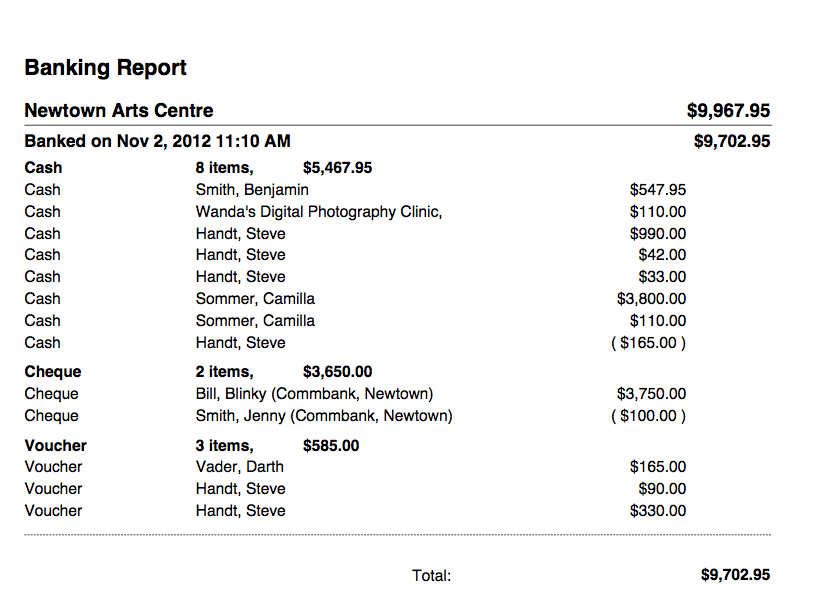 Banking Report
Newtown Arts Centre $9,967.95
Banked on Nov 2, 2012 11:10 AM $9,702.95
Cash 8 items, $5,467.95
Cash Smith, Benjamin $547.95
Cash Wanda's Digital Photography Clinic, $110.00
Cash Handt, Steve $990.00
Cash Handt, Steve $42.00
Cash Handt, Steve $33.00
Cash Sommer, Camilla $3,800.00
Cash Sommer, Camilla $110.00
Cash Handt, Steve ( $165.00 )
Cheque 2 items, $3,650.00
Cheque Bill, Blinky (Commbank, Newtown) $3,750.00
Cheque Smith, Jenny (Commbank, Newtown) ( $100.00 )
Voucher 3 items, $585.00
Voucher Vader, Darth $165.00
Voucher Handt, Steve $90.00
Voucher Handt, Steve $330.00
Total: $9,702.95